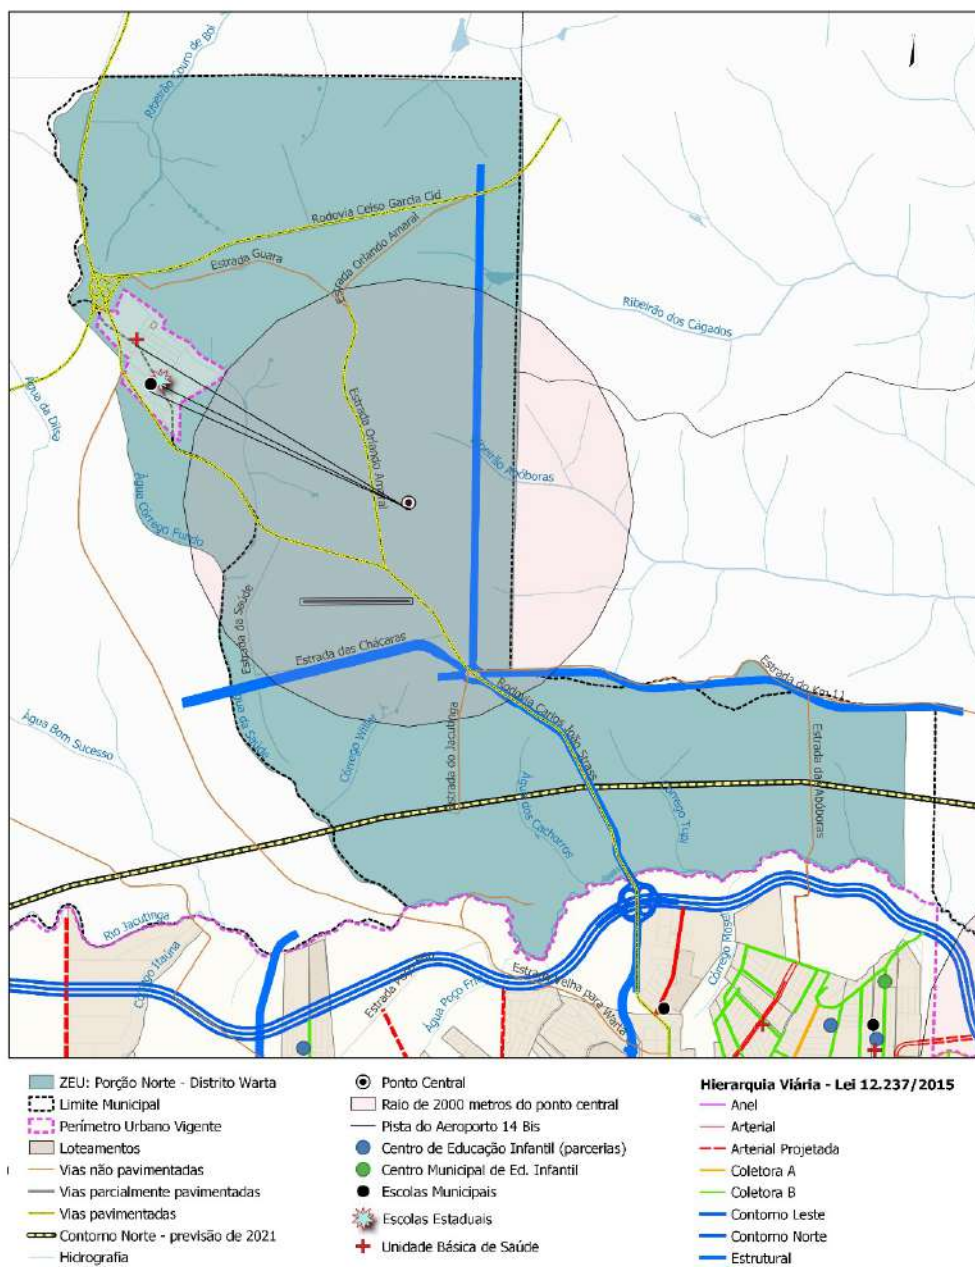 Ribeirão Couro de Boi
Rodovia Celso Garcia Cid
Estrada Guara
Estrada Orlando Amaral
Ribeirão dos Cágados
Água da Dilsa
Estrada Orlando Amaral
Ribeirão Abóboras
Água Córrego Fundo
Estrada da Saúde
Estrada das Chácaras
Rodovia Carlos João Strass
Estrada do Km 11
Água da Saúde
Água Bom Sucesso
Córrego Willy
Estrada do Jacutinga
Estrada das Abóboras
Água dos Cachorros
Córrego Tupi
Rio Jacutinga
Córrego Itaúna
Água Poço Fr
Estrada Velha para Warta
ZEU: Porção Norte - Distrito Warta
Limite Municipal
Perímetro Urbano Vigente
Loteamentos
Vias não pavimentadas
Vias parcialmente pavimentadas
Vias pavimentadas
Contorno Norte - previsão de 2021
Hidrografia
Ponto Central
Raio de 2000 metros do ponto central
Pista do Aeroporto 14 Bis
Centro de Educação Infantil (parcerias)
Centro Municipal de Ed. Infantil
Escolas Municipais
Escolas Estaduais
Unidade Básica de Saúde
Hierarquia Viária - Lei 12.237/2015
Anel
Arterial
Arterial Projetada
Coletora A
Coletora B
Contorno Leste
Contorno Norte
Estrutural